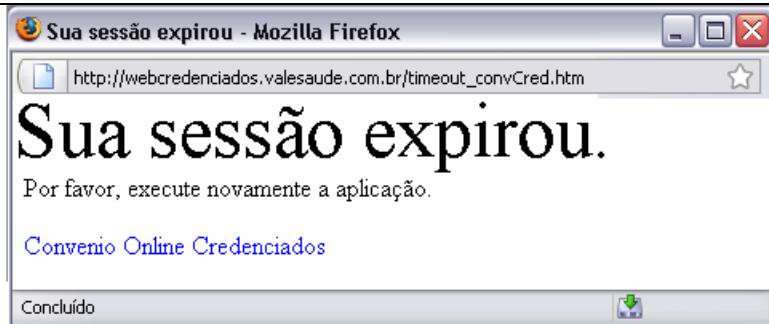 Sua sessão expirou - Mozilla Firefox
http://webcredenciados.valesaude.com.br/timeout_convCred.htm
Sua sessão expirou.
Por favor, execute novamente a aplicação.
Convenio Online Credenciados
Concluído